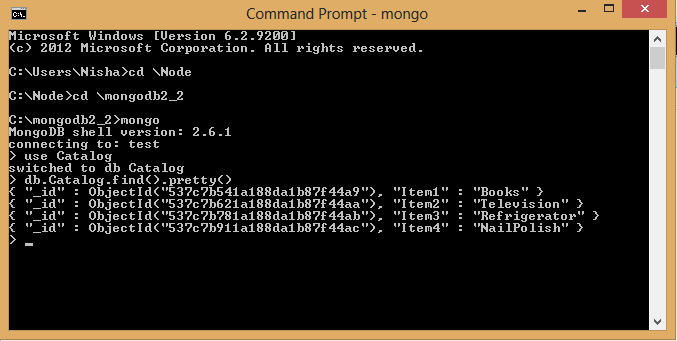 Command Prompt - mongo
C:\.
Microsoft Windows [Version 6.2.9200]
(c) 2012 Microsoft Corporation. All rights reserved.
C:\Users\Nisha>cd \Node
C:\Node>cd \mongodb2_2
C:\mongodb2_2>mongo
MongoDB shell version: 2.6.1
connecting to: test
> use Catalog
switched to db Catalog
> db.Catalog.find().pretty()
{ "_id" : ObjectId("537c7b541a188da1b87f44a9"), "Item1" : "Books" }
{ "_id" : ObjectId("537c7b621a188da1b87f44aa"), "Item2" : "Television" }
{ "_id" : ObjectId("537c7b781a188da1b87f44ab"), "Item3" : "Refrigerator" }
{ "_id" : ObjectId("537c7b911a188da1b87f44ac"), "Item4" : "NailPolish" }
> _